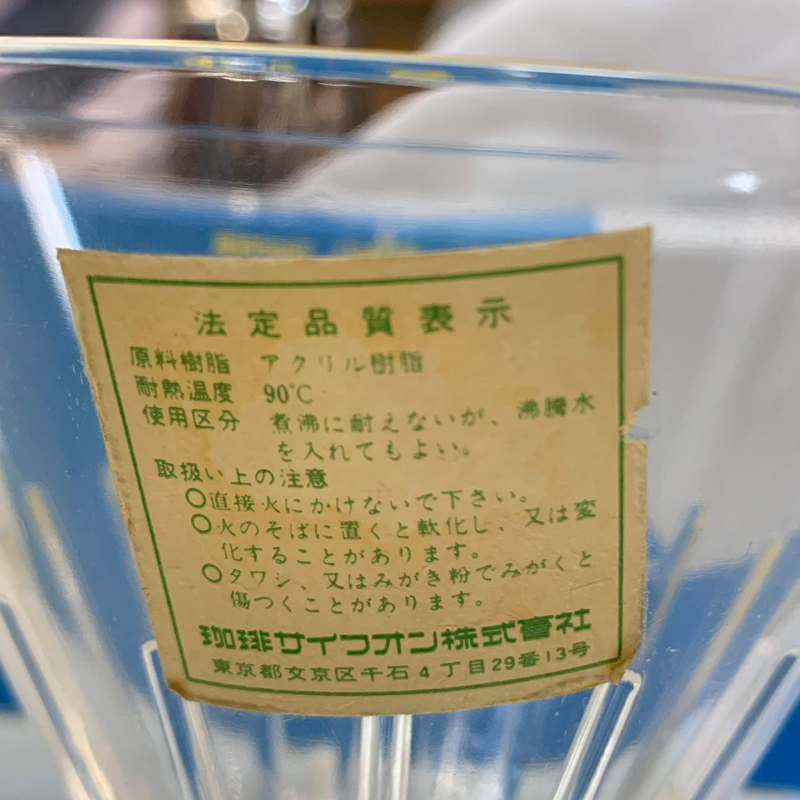 法定品質表示
原料樹脂 アクリル樹脂
耐熱温度 90℃
使用区分 煮沸に耐えないが、沸騰水
を入れてもよい。
取扱い上の注意
○直接火にかけないで下さい。
○火のそばに置くと軟化し、又は変
化することがあります。
○タワシ、又はみがき粉でみがくと
傷つくことがあります。
珈琲サイフオン株式會社
東京都文京区千石4丁目29番13号